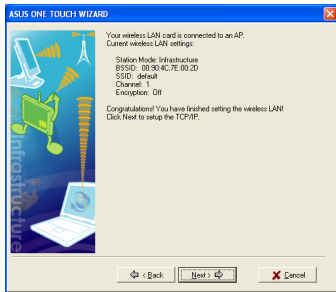 ASUS ONE TOUCH WIZARD
Your wireless LAN card is connected to an AP.
Current wireless LAN settings:
Station Mode: Infrastructure
BSSID: 00:90:4C:7E:00:2D
SSID: default
Channel: 1
Encryption: Off
Congratulations! You have finished setting the wireless LAN!
Click Next to setup the TCP/IP.
Infrastructure
< Back
Next >
Cancel